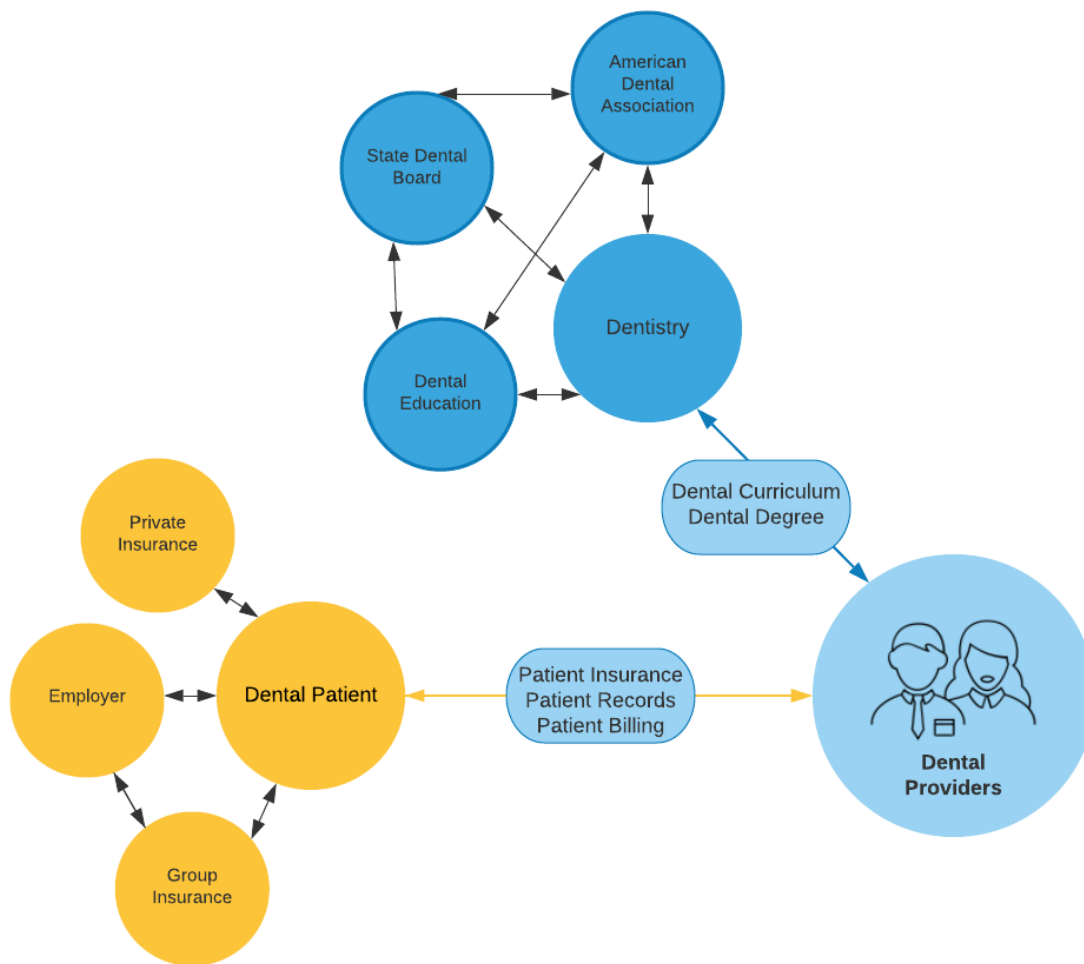 American
Dental
Association
State Dental
Board
Dentistry
Dental
Education
Dental Curriculum
Dental Degree
Private
Insurance
Employer
Dental Patient
Group
Insurance
Patient Insurance
Patient Records
Patient Billing
Dental
Providers